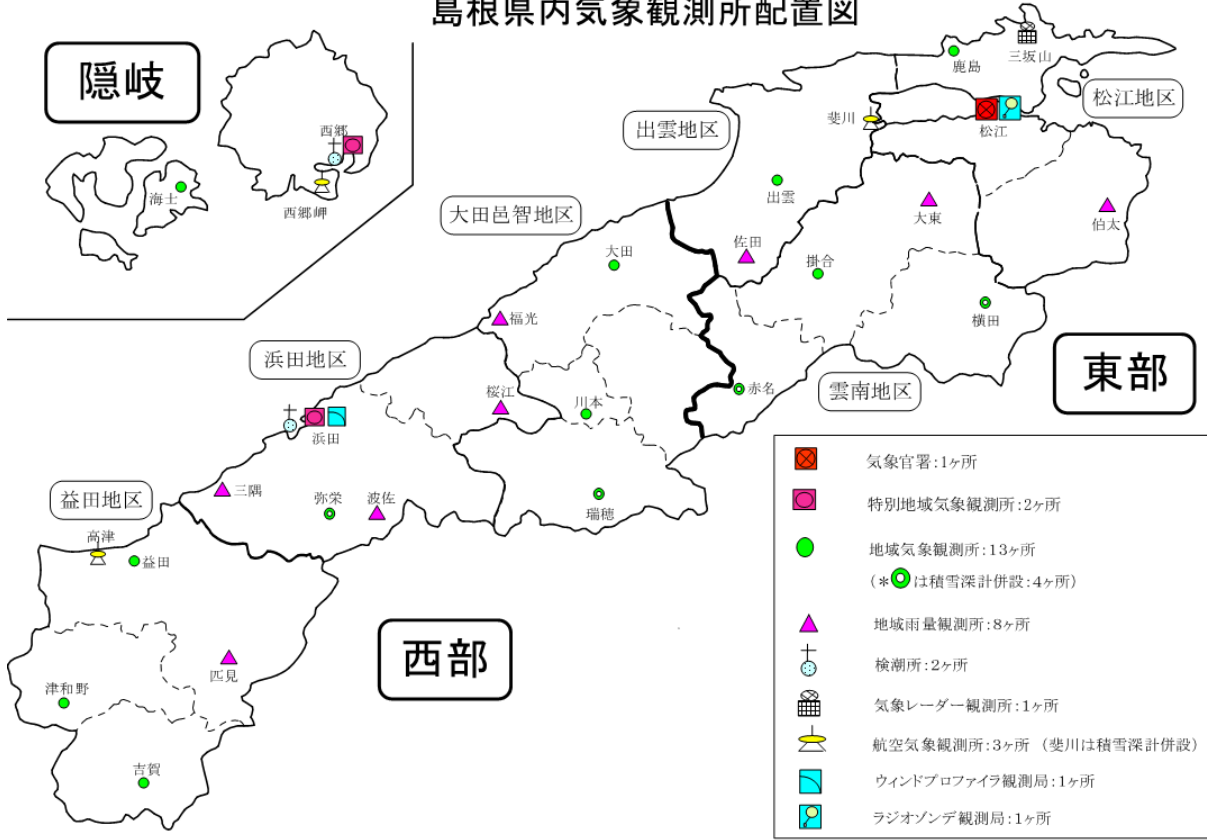 島根県内気象観測所配置図
隠岐
西郷
海士
西郷岬
鹿島
三坂山
松江地区
松江
斐川
出雲地区
出雲
大東
伯太
佐田
掛合
横田
赤名
雲南地区
東部
大田邑智地区
大田
福光
桜江
川本
瑞穂
浜田地区
浜田
三隅
弥栄
波佐
益田地区
高津
益田
匹見
津和野
吉賀
西部
気象官署:1ヶ所
特別地域気象観測所:2ヶ所
地域気象観測所:13ヶ所
(*は積雪深計併設:4ヶ所)
地域雨量観測所:8ヶ所
検潮所:2ヶ所
気象レーダー観測所:1ヶ所
航空気象観測所:3ヶ所 (斐川は積雪深計併設)
ウィンドプロファイラ観測局:1ヶ所
ラジオゾンデ観測局:1ヶ所